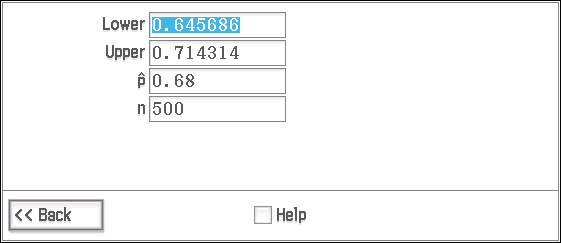 Lower 0.645686
Upper 0.714314
p̂ 0.68
n 500
<< Back
Help